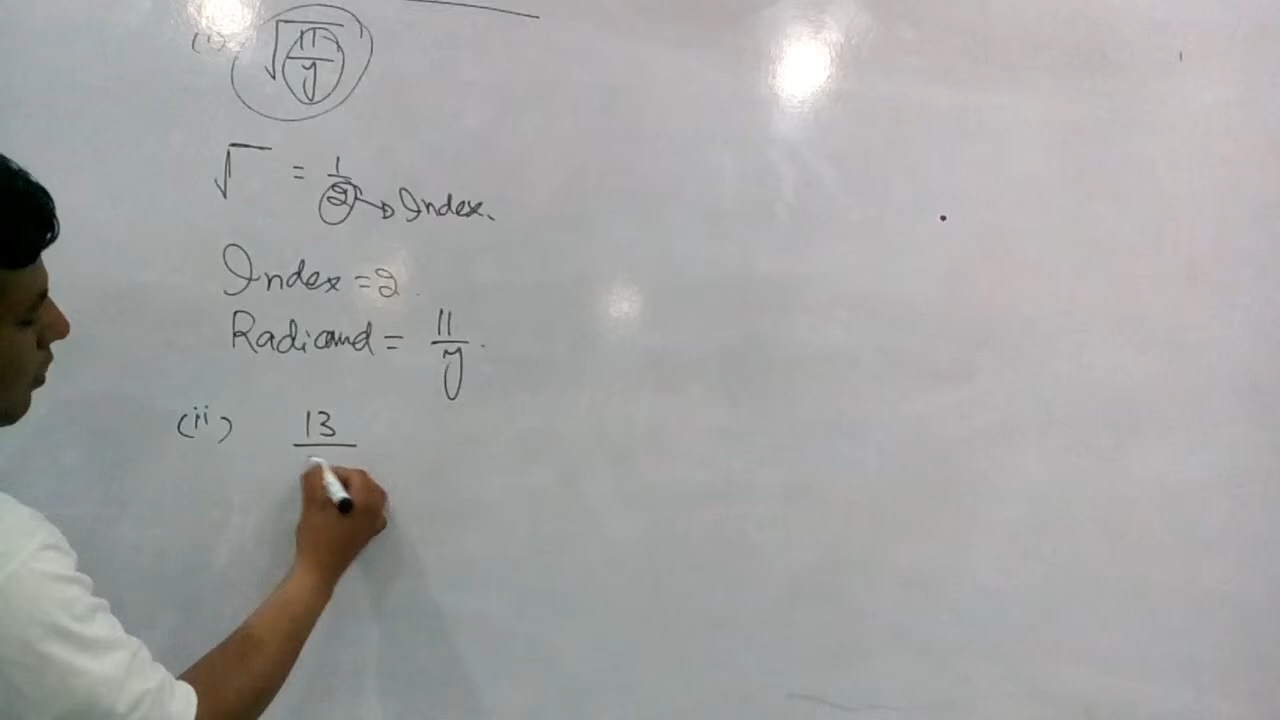 (i) √(11/y)
√ = 1/2 → Index.
Index = 2.
Radicand = 11/y.
(ii) 13/